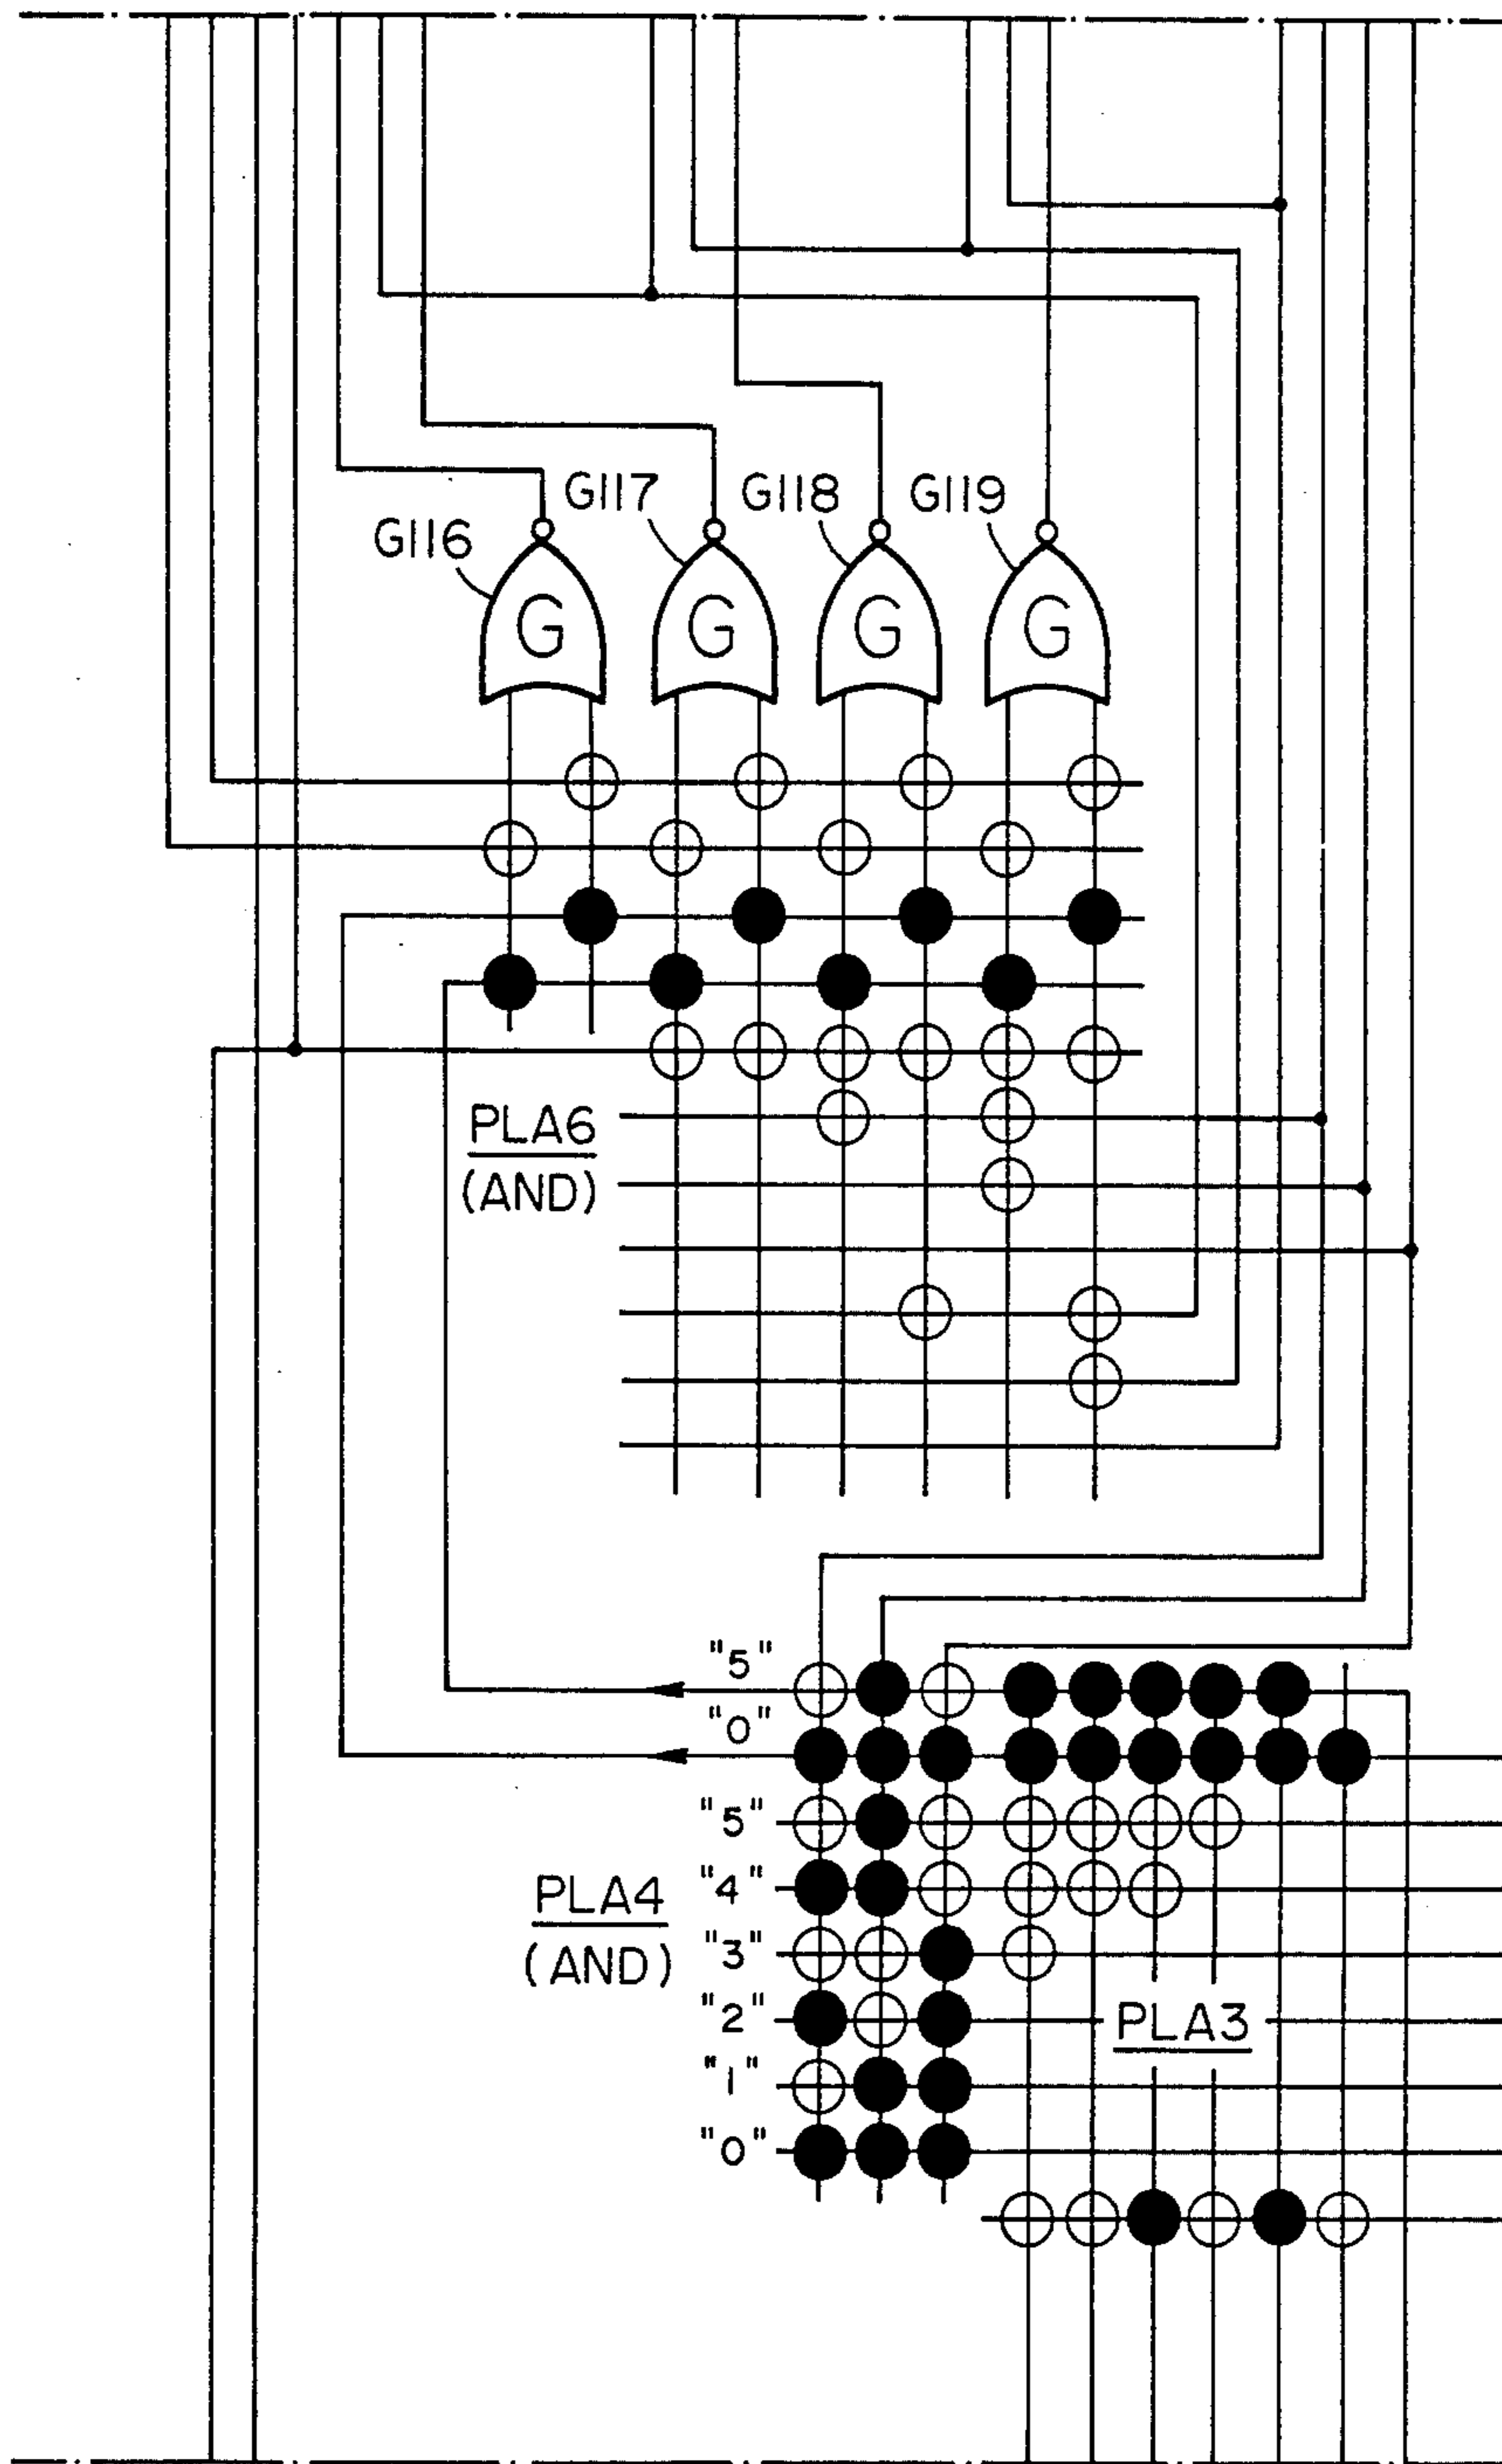 G116
G117
G118
G119
G
G
G
G
PLA6
(AND)
"5"
"0"
"5"
"4"
"3"
"2"
"1"
"0"
PLA4
(AND)
PLA3